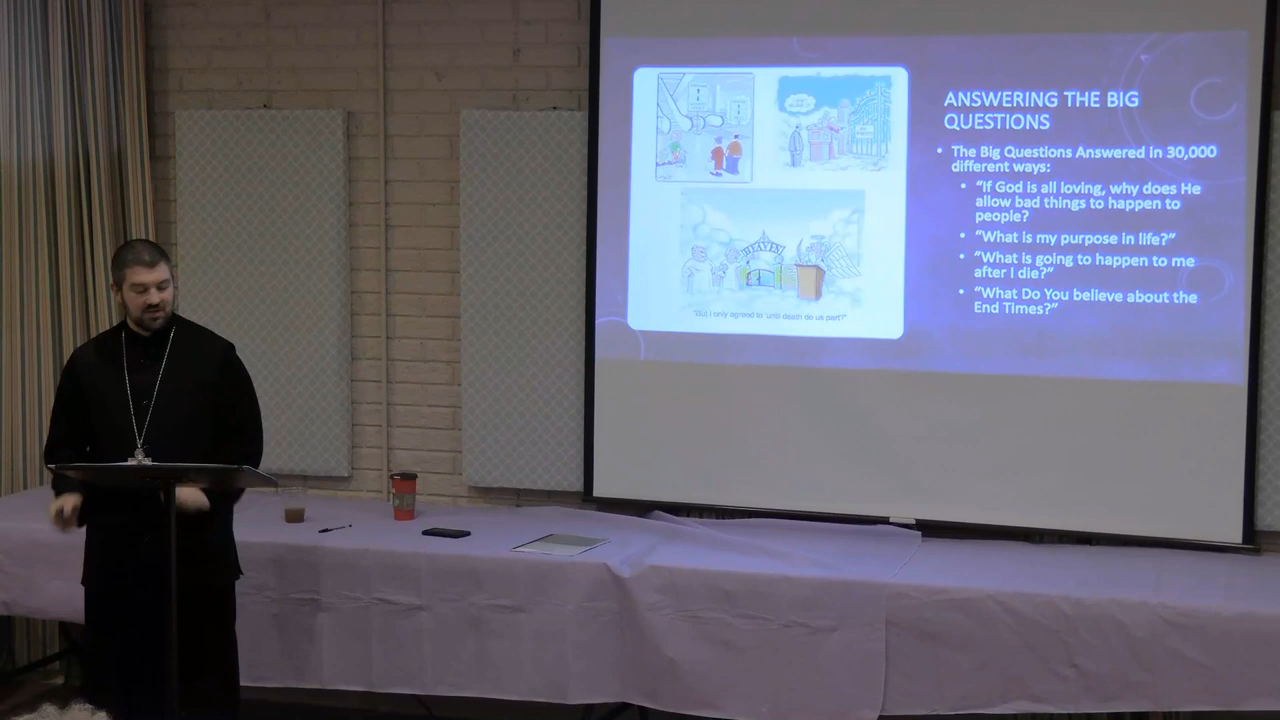 ANSWERING THE BIG
QUESTIONS
• The Big Questions Answered in 30,000
different ways:
• “If God is all loving, why does He
allow bad things to happen to
people?
• “What is my purpose in life?”
• “What is going to happen to me
after I die?”
• “What Do You believe about the
End Times?”
HEAVEN
"But I only agreed to 'until death do us part'!"